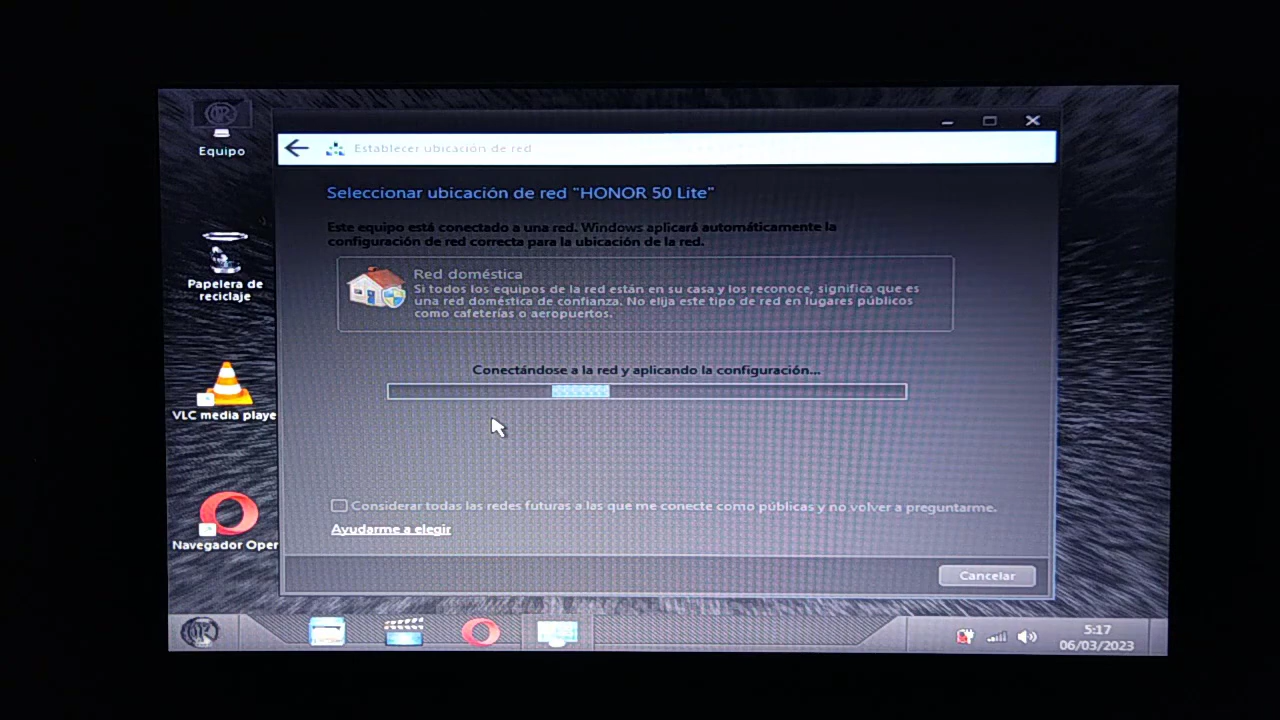 Equipo
Establecer ubicación de red
Seleccionar ubicación de red "HONOR 50 Lite"
Este equipo está conectado a una red. Windows aplicará automáticamente la
configuración de red correcta para la ubicación de la red.
Papelera de
reciclaje
Red doméstica
Si todos los equipos de la red están en su casa y los reconoce, significa que es
una red doméstica de confianza. No elija este tipo de red en lugares públicos
como cafeterías o aeropuertos.
Conectándose a la red y aplicando la configuración...
VLC media playe
Considerar todas las redes futuras a las que me conecte como públicas y no volver a preguntarme.
Ayudarme a elegir
Navegador Oper
Cancelar
5:17
06/03/2023